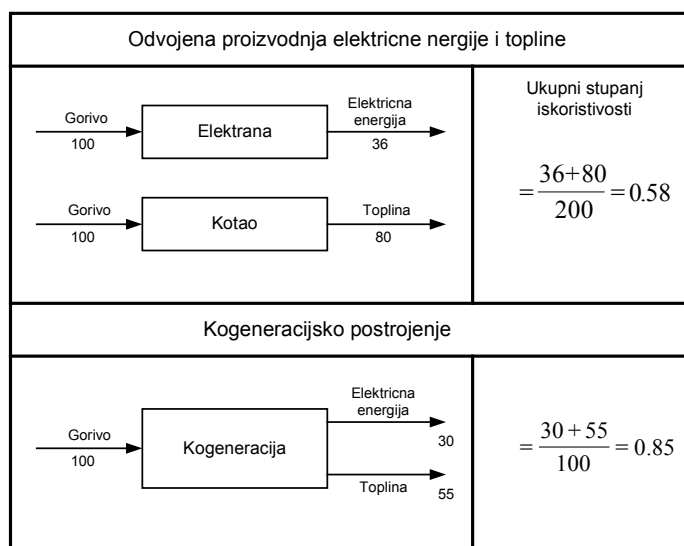 Odvojena proizvodnja elektricne nergije i topline
Gorivo
100
Elektrana
Elektricna
energija
36
Gorivo
100
Kotao
Toplina
80
Ukupni stupanj
iskoristivosti
= 36+80 / 200 = 0.58
Kogeneracijsko postrojenje
Gorivo
100
Kogeneracija
Elektricna
energija
30
Toplina
55
= 30 + 55 / 100 = 0.85